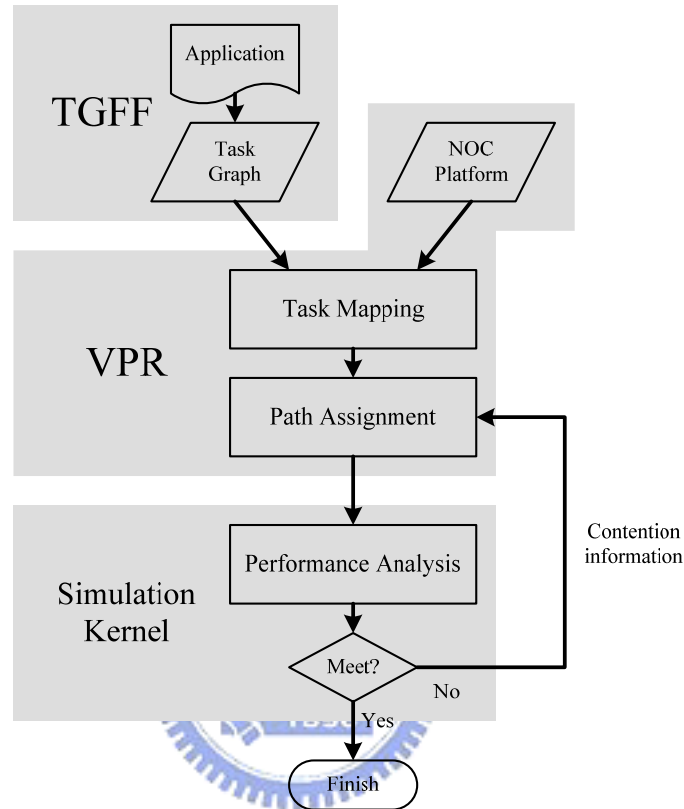 Application
TGFF
Task
Graph
NOC
Platform
Task Mapping
VPR
Path Assignment
Performance Analysis
Contention
information
Simulation
Kernel
Meet?
No
Yes
Finish